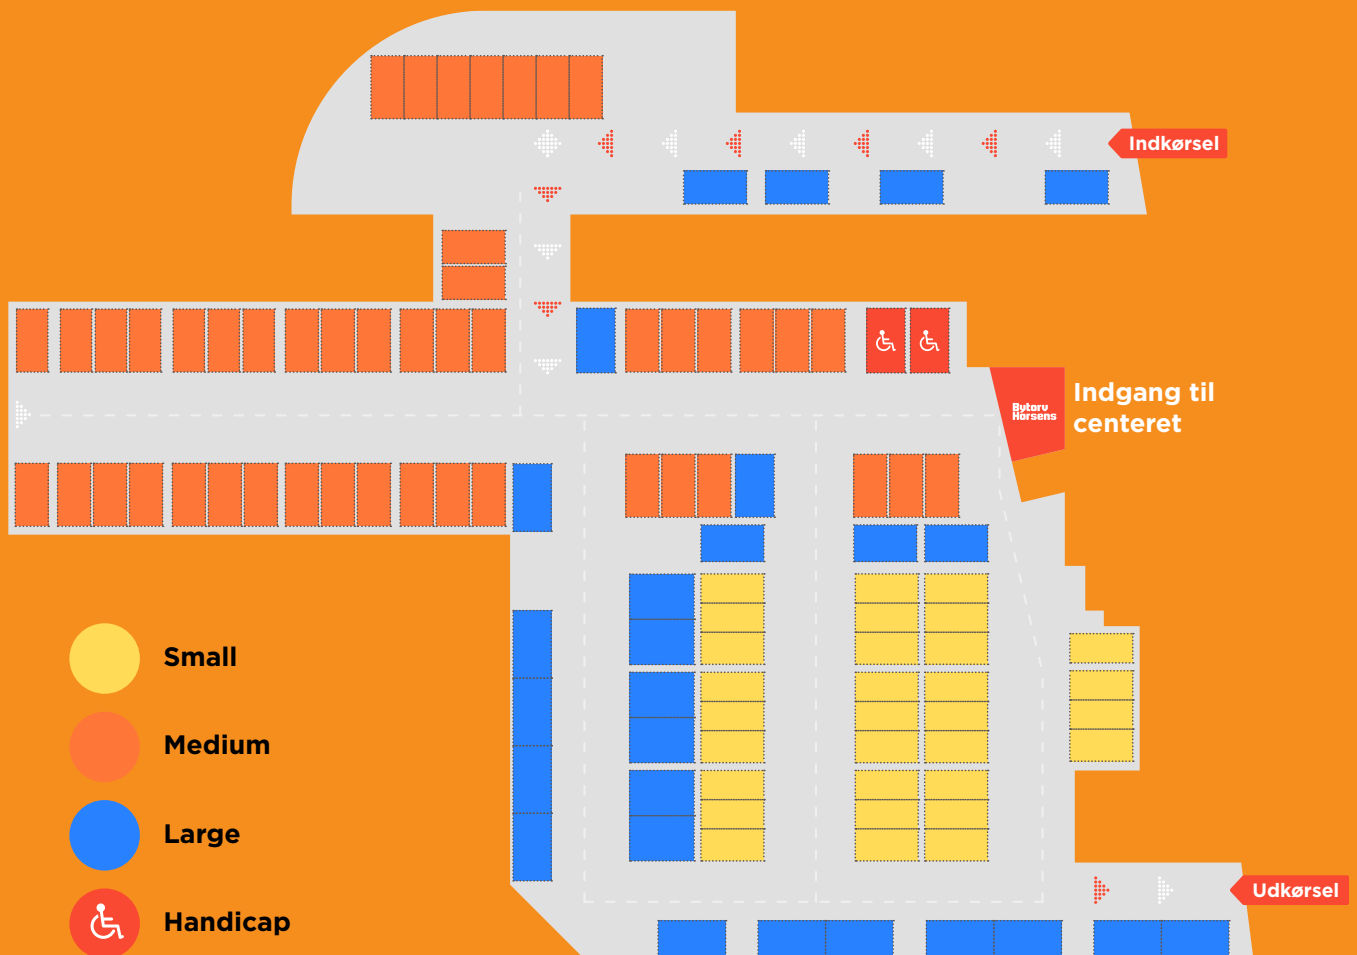 Indkørsel
Bytorv
Horsens
Indgang til
centeret
Small
Medium
Large
Udkørsel
Handicap